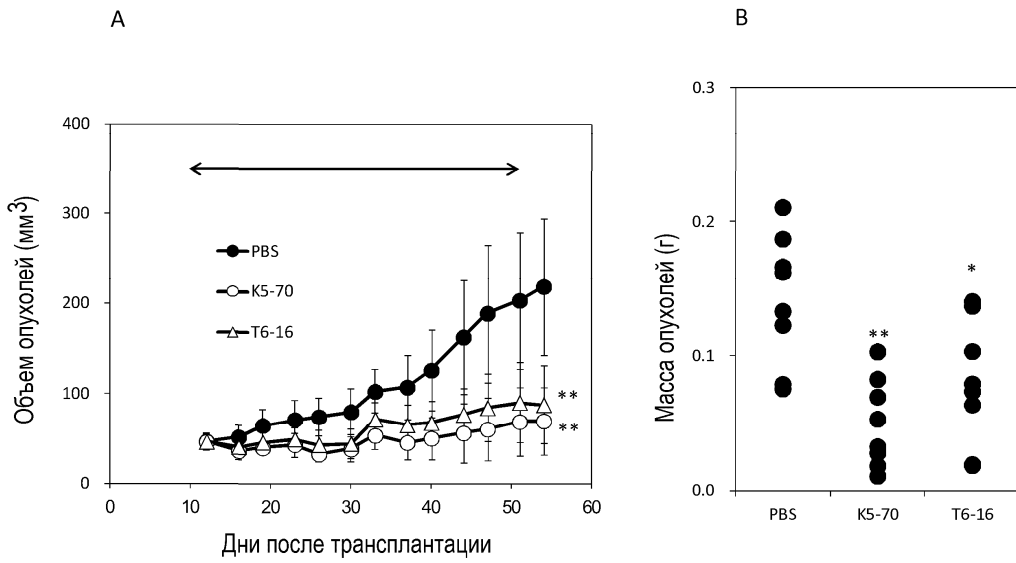 A
Объем опухолей (мм3)
400
300
200
100
0
PBS
K5-70
T6-16
**
**
0
10
20
30
40
50
60
Дни после трансплантации
B
Масса опухолей (г)
0.3
0.2
0.1
0.0
**
*
PBS
K5-70
T6-16